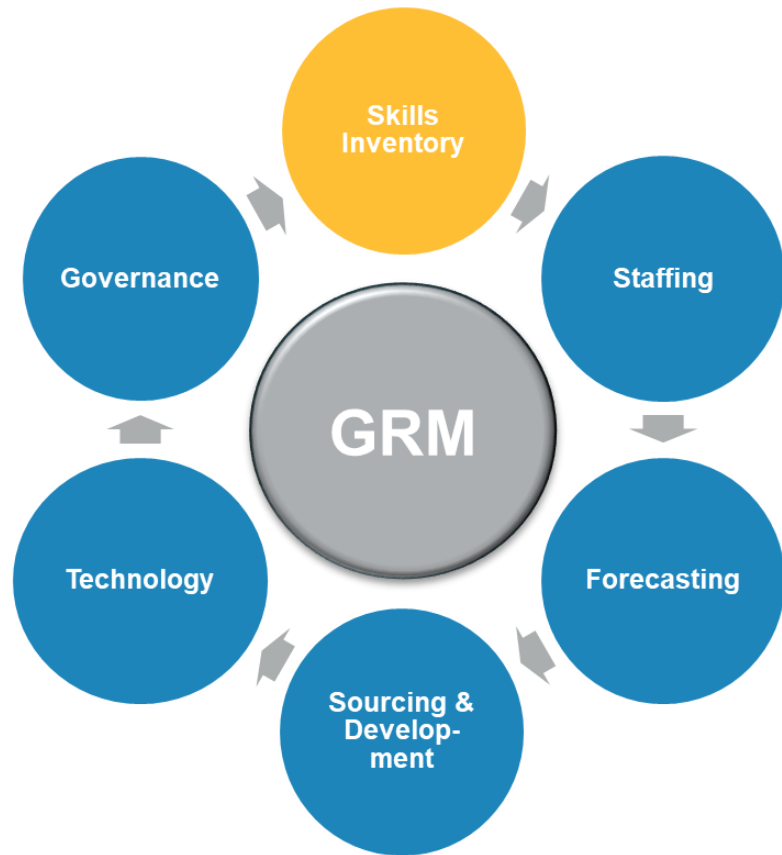 Skills
Inventory
Staffing
Forecasting
Sourcing &
Develop-
ment
Technology
Governance
GRM